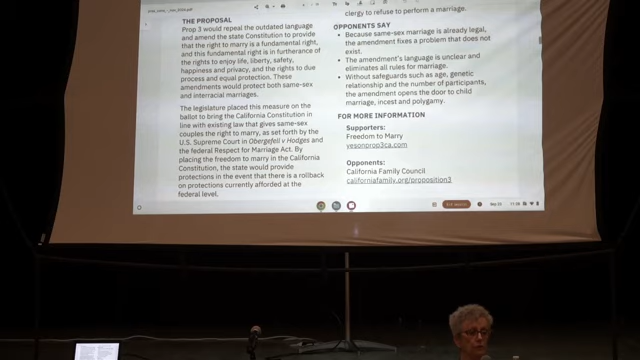 THE PROPOSAL
Prop 3 would repeal the outdated language
and amend the state Constitution to provide
that the right to marry is a fundamental right,
and this fundamental right is in furtherance of
the rights to enjoy life, liberty, safety,
happiness and privacy, and the rights to due
process and equal protection. These
amendments would protect both same-sex
and interracial marriages.
The legislature placed this measure on the
ballot to bring the California Constitution in
line with existing law that gives same-sex
couples the right to marry, as set forth by the
U.S. Supreme Court in Obergefell v Hodges and
the federal Respect for Marriage Act. By
placing the freedom to marry in the California
Constitution, the state would provide
protections in the event that there is a rollback
on protections currently afforded at the
federal level.
clergy to refuse to perform a marriage.
OPPONENTS SAY
• Because same-sex marriage is already legal,
the amendment fixes a problem that does not
exist.
• The amendment's language is unclear and
eliminates all rules for marriage.
• Without safeguards such as age, genetic
relationship and the number of participants,
the amendment opens the door to child
marriage, incest and polygamy.
FOR MORE INFORMATION
Supporters:
Freedom to Marry
yesonprop3ca.com
Opponents:
California Family Council
californiafamily.org/proposition3